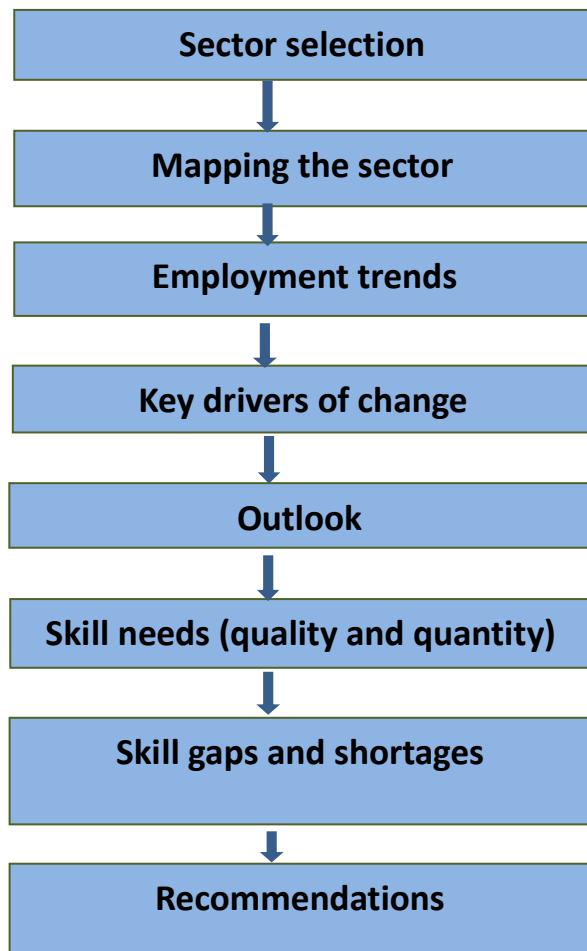 Sector selection
Mapping the sector
Employment trends
Key drivers of change
Outlook
Skill needs (quality and quantity)
Skill gaps and shortages
Recommendations